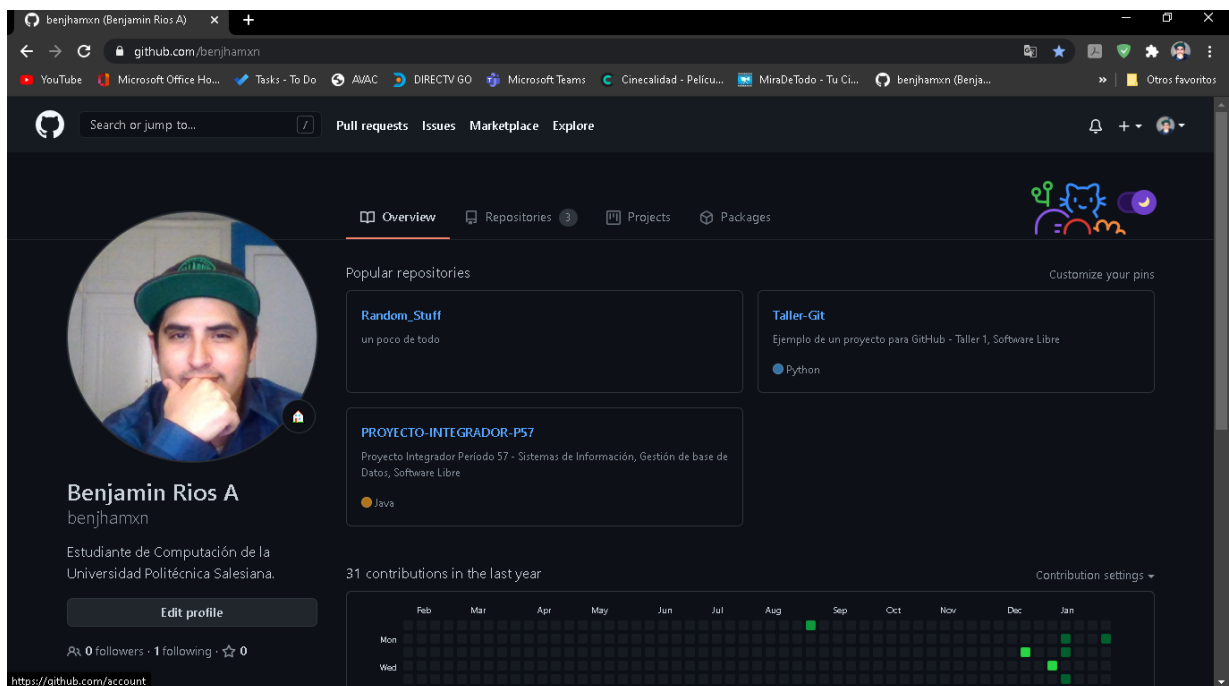 benjhamxn (Benjamin Rios A)
github.com/benjhamxn
YouTube Microsoft Office Ho... Tasks - To Do AVAC DIRECTV GO Microsoft Teams Cinecalidad - Pelícu... MiraDeTodo - Tu Ci... benjhamxn (Benja... » Otros favoritos
Search or jump to... / Pull requests Issues Marketplace Explore
Overview Repositories 3 Projects Packages
Popular repositories Customize your pins
Random_Stuff
un poco de todo
Taller-Git
Ejemplo de un proyecto para GitHub - Taller 1, Software Libre
Python
PROYECTO-INTEGRADOR-P57
Proyecto Integrador Período 57 - Sistemas de Información, Gestión de base de
Datos, Software Libre
Java
Benjamin Rios A
benjhamxn
Estudiante de Computación de la
Universidad Politécnica Salesiana.
Edit profile
0 followers · 1 following · 0
31 contributions in the last year Contribution settings
Feb Mar Apr May Jun Jul Aug Sep Oct Nov Dec Jan
Mon
Wed
https://github.com/account